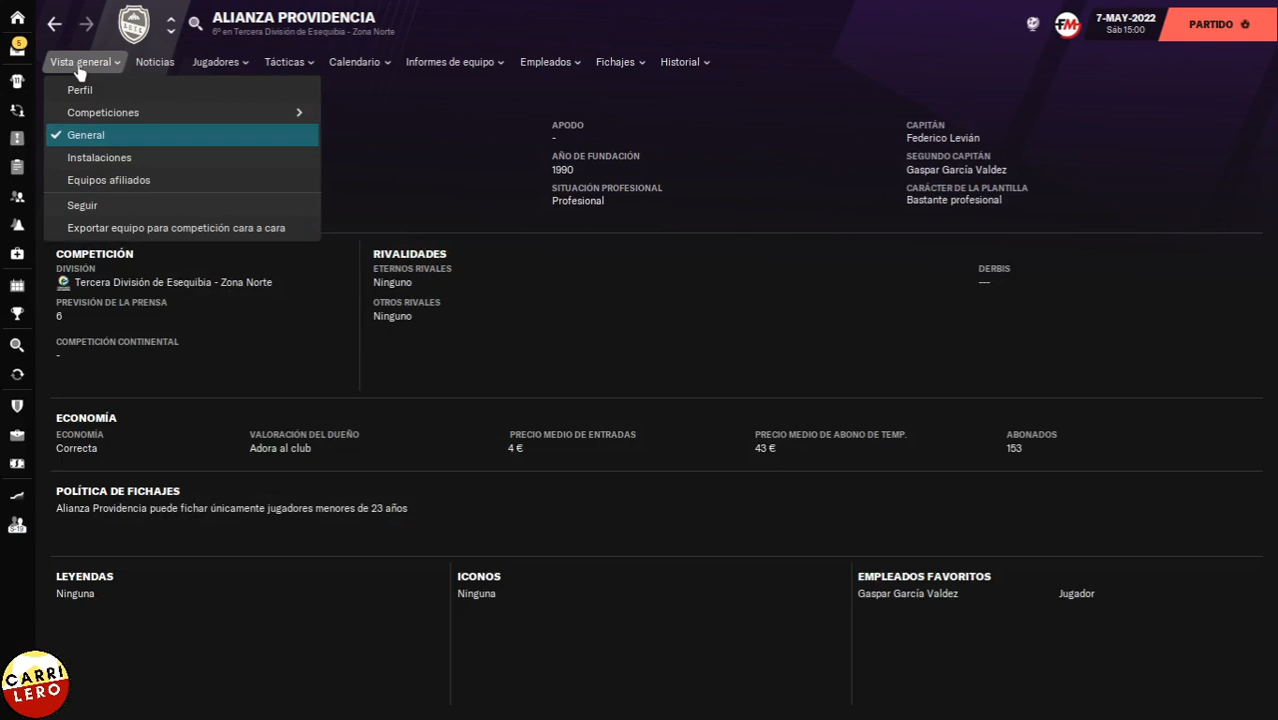 ALIANZA PROVIDENCIA
6º en Tercera División de Esequibia - Zona Norte
FM
7-MAY-2022
Sáb 15:00
PARTIDO
5
Vista general
Noticias
Jugadores
Tácticas
Calendario
Informes de equipo
Empleados
Fichajes
Historial
Perfil
Competiciones
General
Instalaciones
Equipos afiliados
Seguir
Exportar equipo para competición cara a cara
APODO
-
AÑO DE FUNDACIÓN
1990
SITUACIÓN PROFESIONAL
Profesional
CAPITÁN
Federico Levián
SEGUNDO CAPITÁN
Gaspar García Valdez
CARÁCTER DE LA PLANTILLA
Bastante profesional
COMPETICIÓN
DIVISIÓN
Tercera División de Esequibia - Zona Norte
PREVISIÓN DE LA PRENSA
6
COMPETICIÓN CONTINENTAL
-
RIVALIDADES
ETERNOS RIVALES
Ninguno
OTROS RIVALES
Ninguno
DERBIS
---
ECONOMÍA
ECONOMÍA
Correcta
VALORACIÓN DEL DUEÑO
Adora al club
PRECIO MEDIO DE ENTRADAS
4 €
PRECIO MEDIO DE ABONO DE TEMP.
43 €
ABONADOS
153
POLÍTICA DE FICHAJES
Alianza Providencia puede fichar únicamente jugadores menores de 23 años
LEYENDAS
Ninguna
ICONOS
Ninguna
EMPLEADOS FAVORITOS
Gaspar García Valdez
Jugador
CARRI
LERO